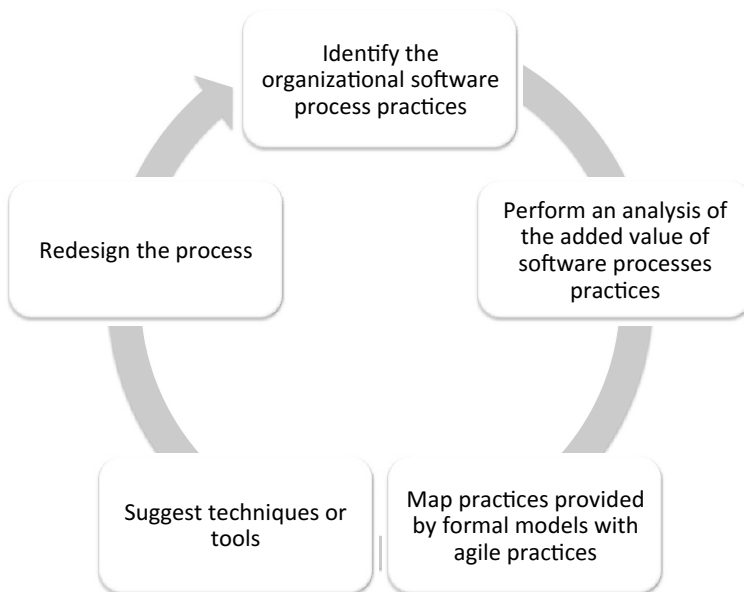 Identify the
organizational software
process practices
Perform an analysis of
the added value of
software processes
practices
Map practices provided
by formal models with
agile practices
Suggest techniques or
tools
Redesign the process